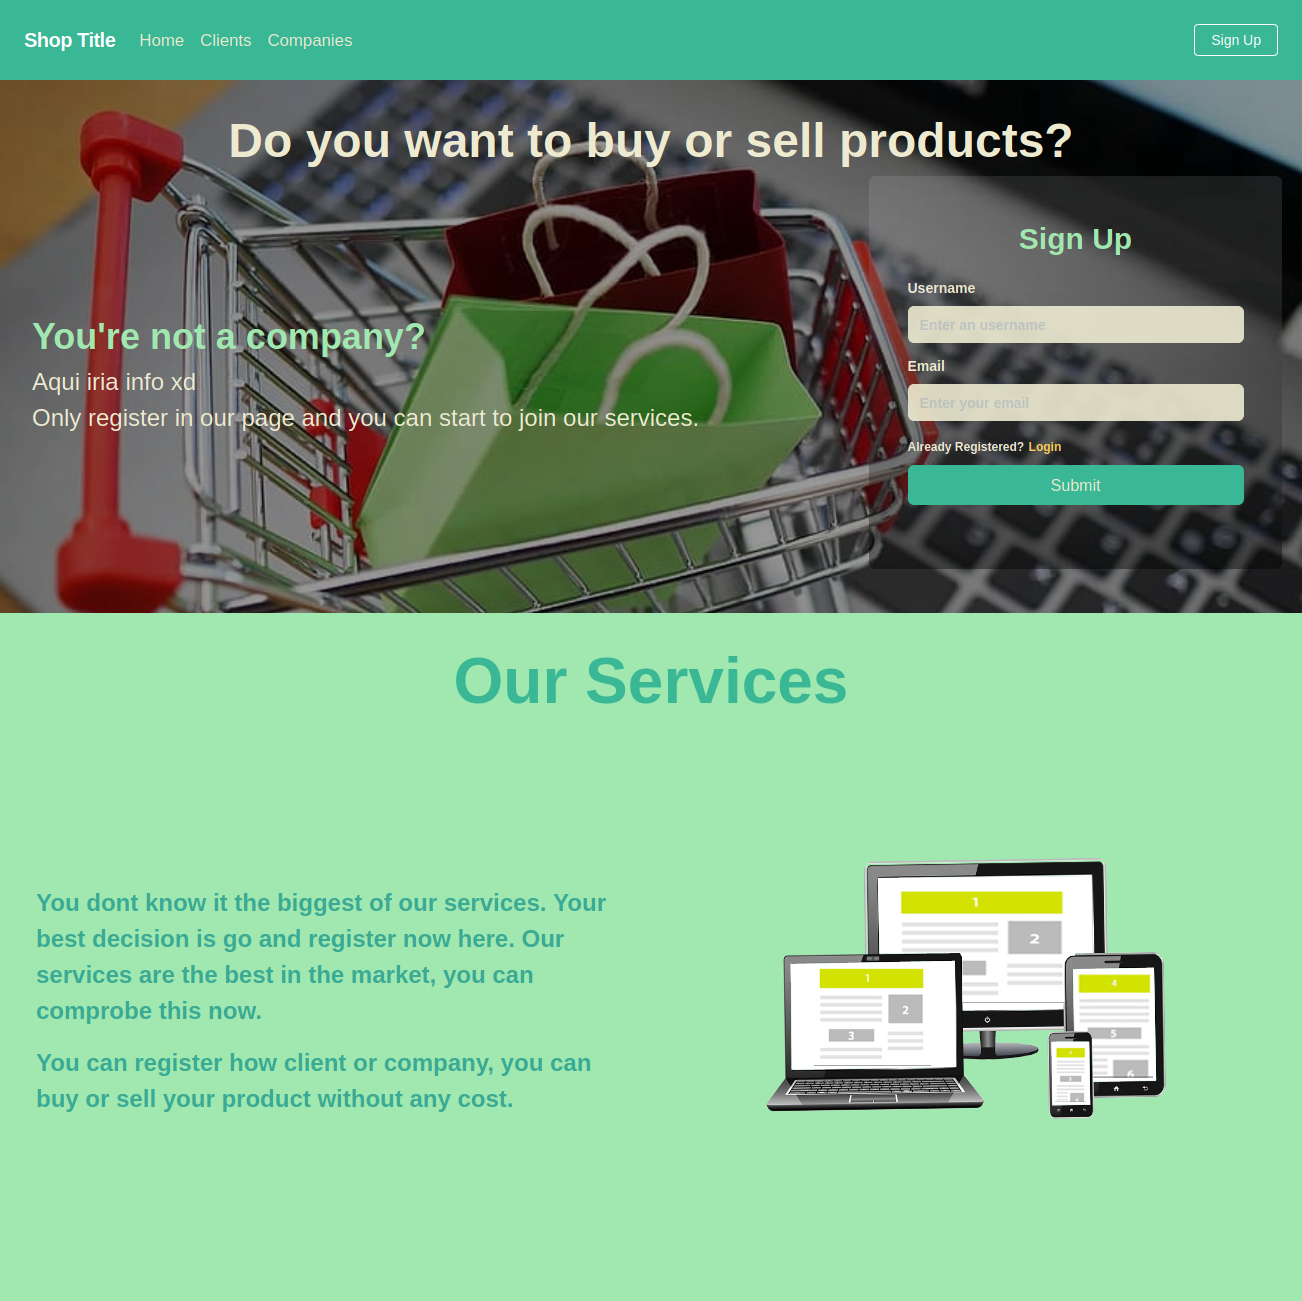 Shop Title Home Clients Companies Sign Up
Do you want to buy or sell products?
You're not a company?
Aqui iria info xd
Only register in our page and you can start to join our services.
Sign Up
Username
Enter an username
Email
Enter your email
Already Registered? Login
Submit
Our Services
You dont know it the biggest of our services. Your
best decision is go and register now here. Our
services are the best in the market, you can
comprobe this now.
You can register how client or company, you can
buy or sell your product without any cost.
1
2
1
2
3
4
5
6